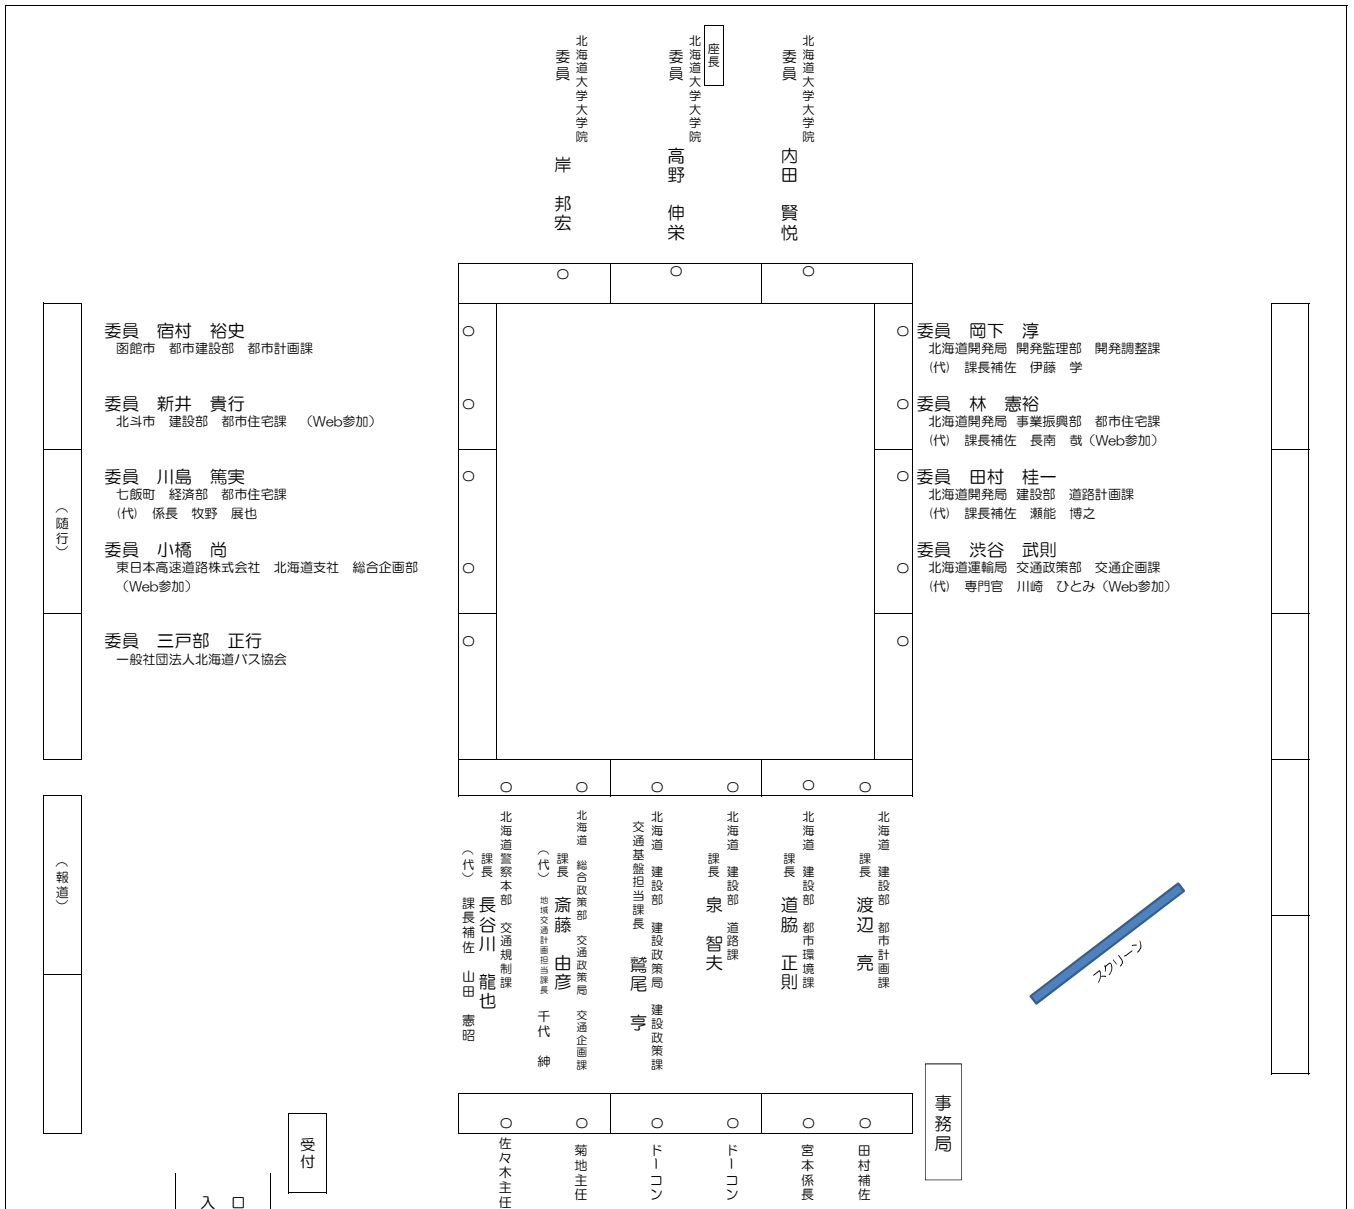 座長
北海道大学大学院
委員　内田　賢悦
北海道大学大学院
委員　高野　伸栄
北海道大学大学院
委員　岸　邦宏
委員　宿村　裕史
函館市　都市建設部　都市計画課
委員　新井　貴行
北斗市　建設部　都市住宅課　（Web参加）
委員　川島　篤実
七飯町　経済部　都市住宅課
(代)　係長　牧野　展也
委員　小橋　尚
東日本高速道路株式会社　北海道支社　総合企画部
（Web参加）
委員　三戸部　正行
一般社団法人北海道バス協会
委員　岡下　淳
北海道開発局 開発監理部　開発調整課
(代)　課長補佐　伊藤　学
委員　林　憲裕
北海道開発局 事業振興部　都市住宅課
(代)　課長補佐　長南　哉（Web参加）
委員　田村　桂一
北海道開発局 建設部　道路計画課
(代)　課長補佐　瀬能　博之
委員　渋谷　武則
北海道運輸局 交通政策部　交通企画課
(代)　専門官　川崎　ひとみ（Web参加）
（随行）
（報道）
北海道　建設部　都市計画課
課長　渡辺　亮
北海道　建設部　都市環境課
課長　道脇　正則
北海道　建設部　道路課
課長　泉　智夫
北海道　建設部　建設政策局　建設政策課
交通基盤担当課長　鷲尾　亨
北海道　総合政策部　交通政策局　交通企画課
課長　斎藤　由彦
（代）　地域交通計画担当課長　千代　紳
北海道警察本部　交通規制課
課長　長谷川　龍也
（代）　課長補佐　山田　憲昭
スクリーン
事務局
田村補佐
宮本係長
ドーコン
ドーコン
菊地主任
佐々木主任
受付
入　口